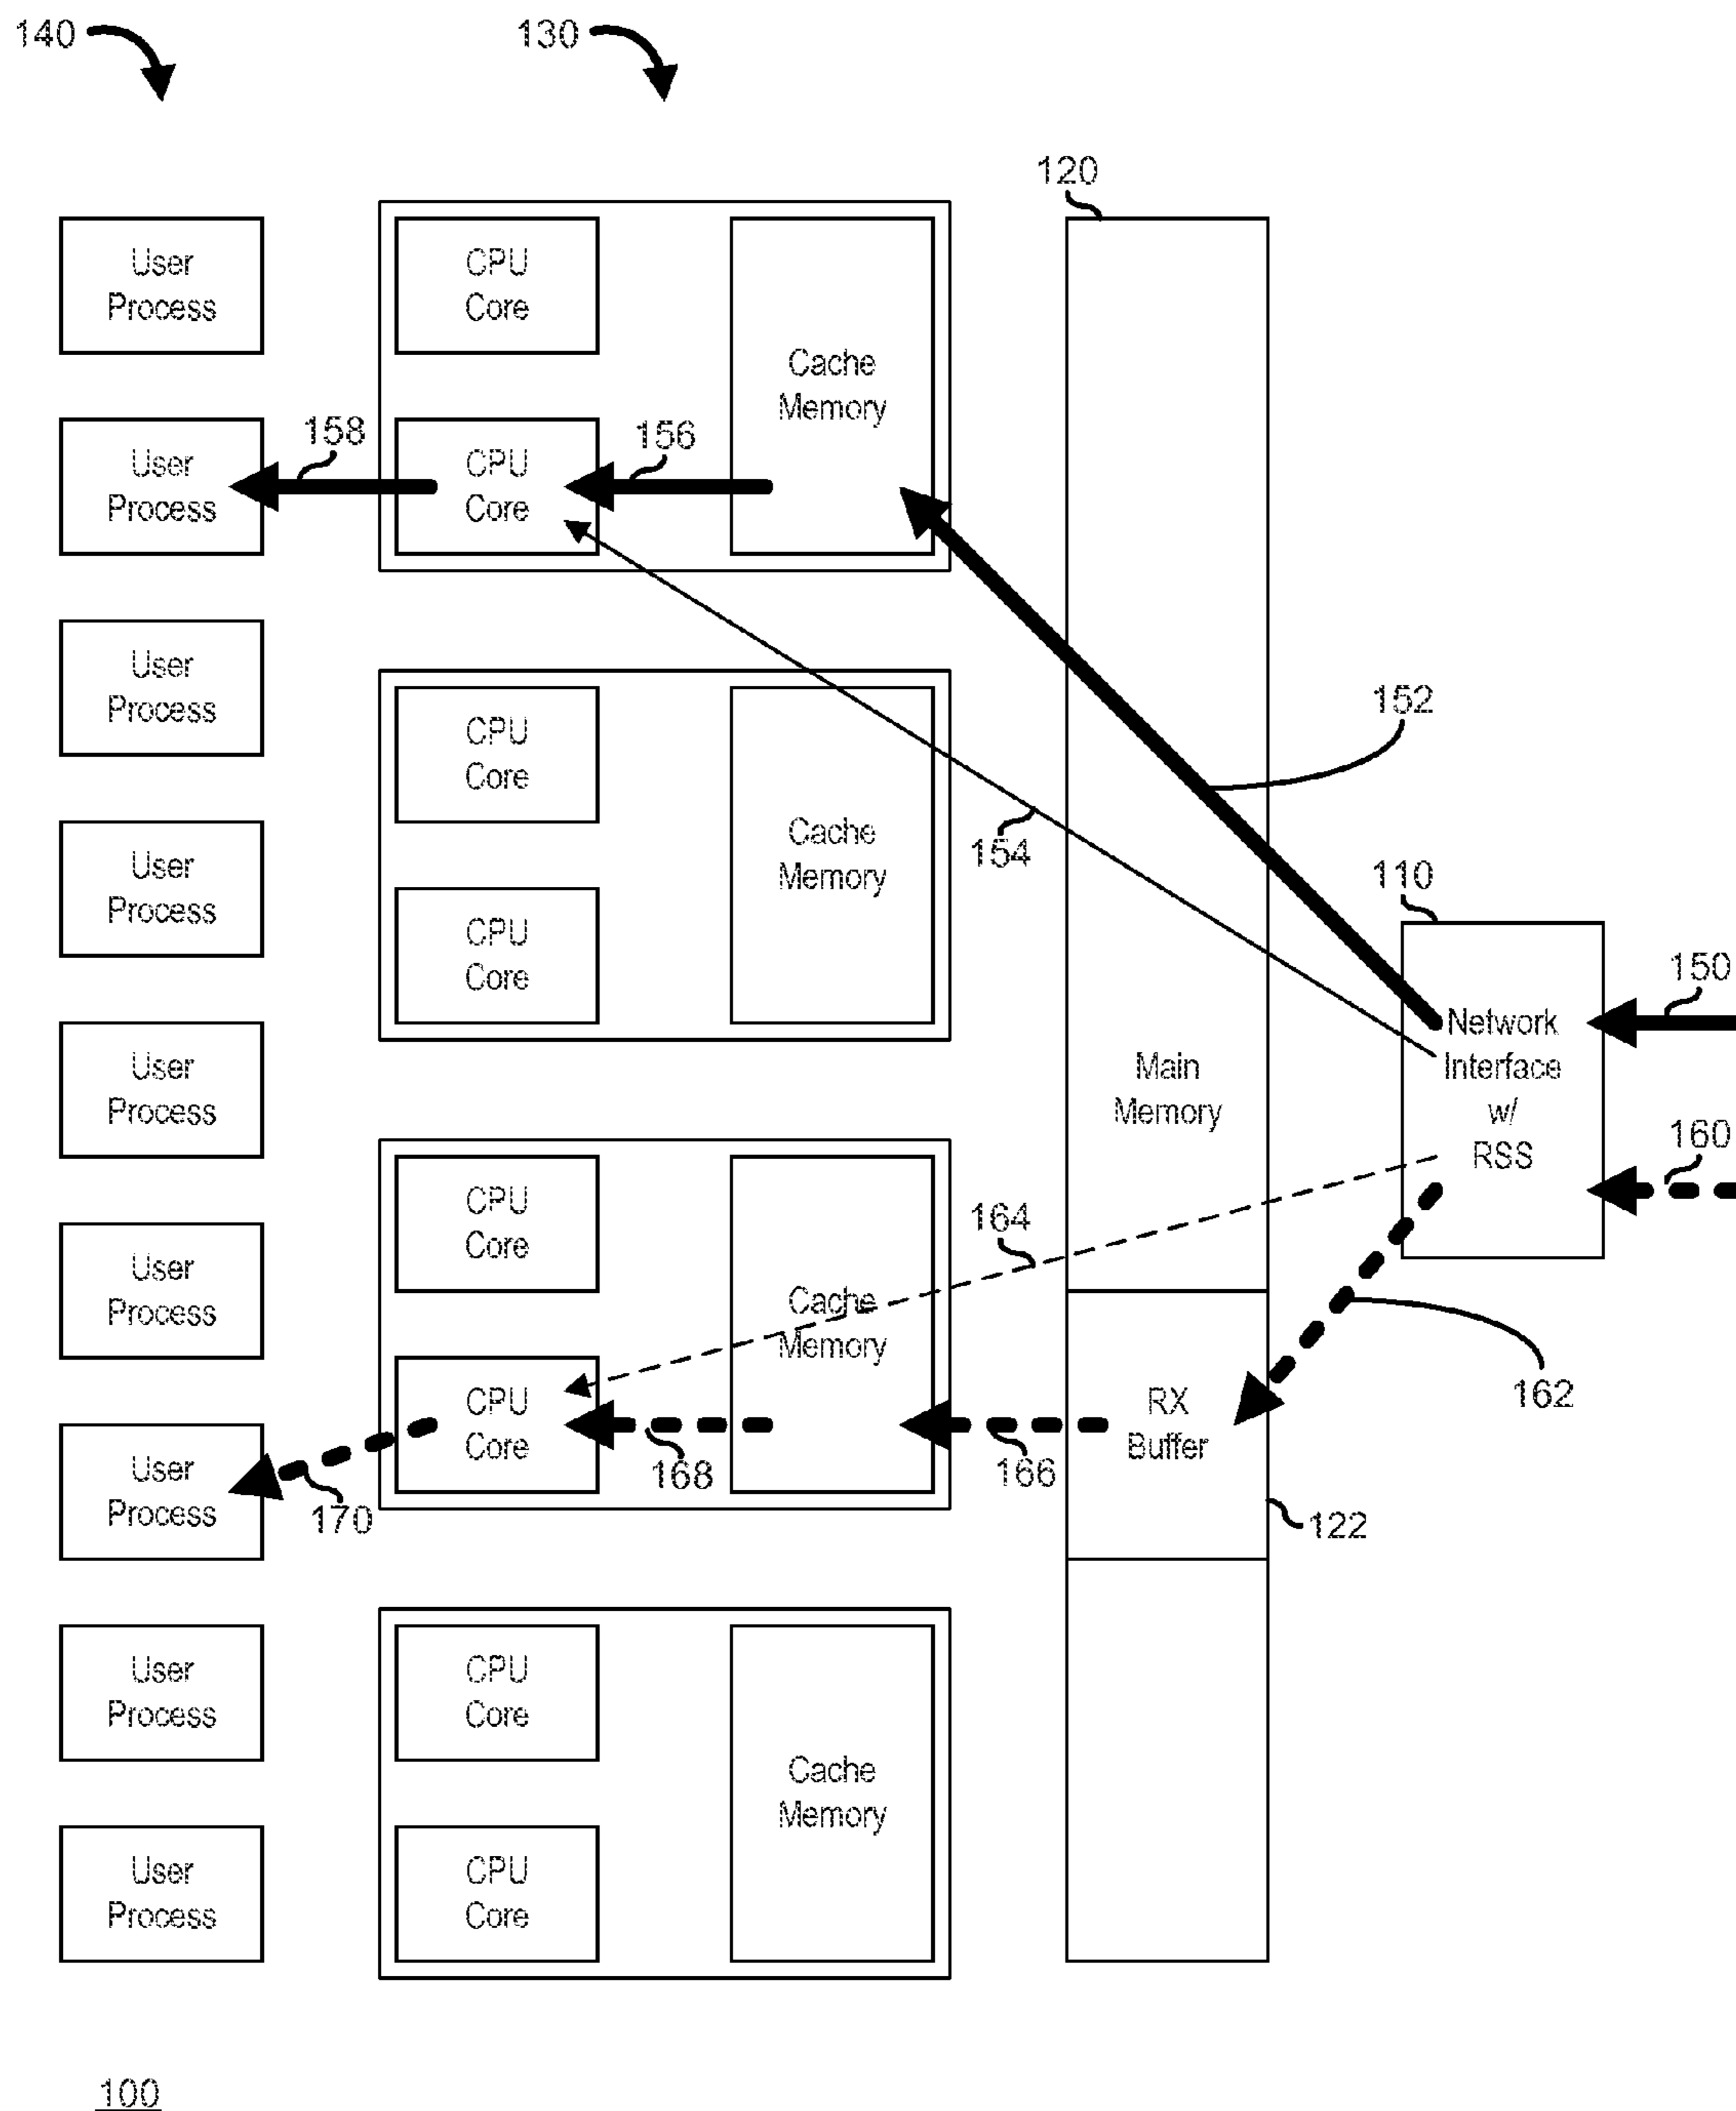 140
130
120
User
Process
CPU
Core
Cache
Memory
158
156
User
Process
CPU
Core
User
Process
152
CPU
Core
Cache
Memory
154
110
User
Process
CPU
Core
150
Network
Interface
w/
RSS
Main
Memory
User
Process
160
CPU
Core
164
User
Process
Cache
Memory
CPU
Core
RX
Buffer
162
User
Process
168
166
170
122
User
Process
CPU
Core
Cache
Memory
User
Process
CPU
Core
100